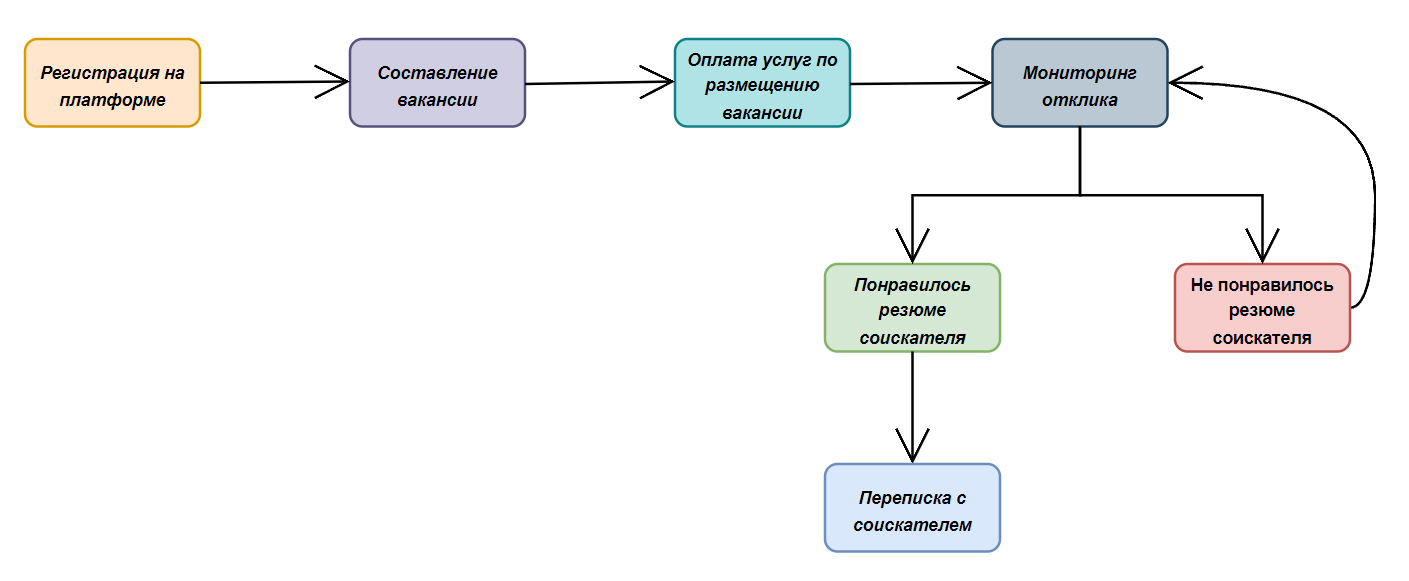 Регистрация на
платформе
Составление
вакансии
Оплата услуг по
размещению
вакансии
Мониторинг
отклика
Понравилось
резюме
соискателя
Не понравилось
резюме
соискателя
Переписка с
соискателем